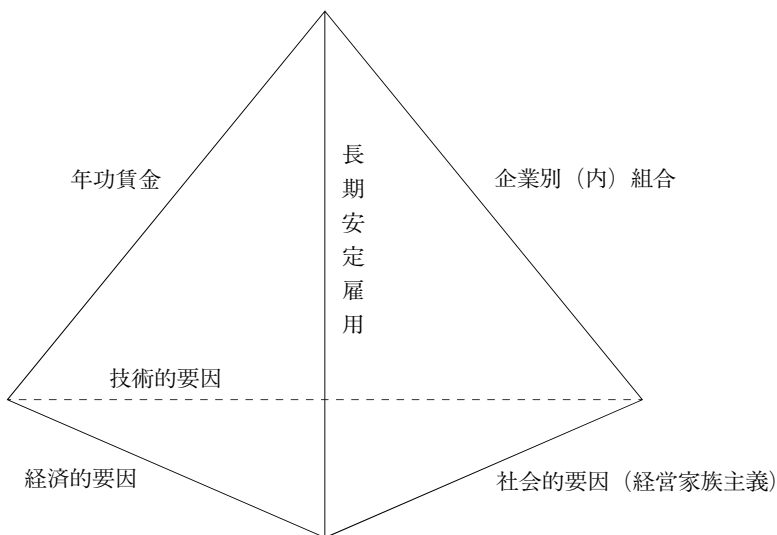 年功賃金
長期安定雇用
企業別（内）組合
技術的要因
経済的要因
社会的要因（経営家族主義）